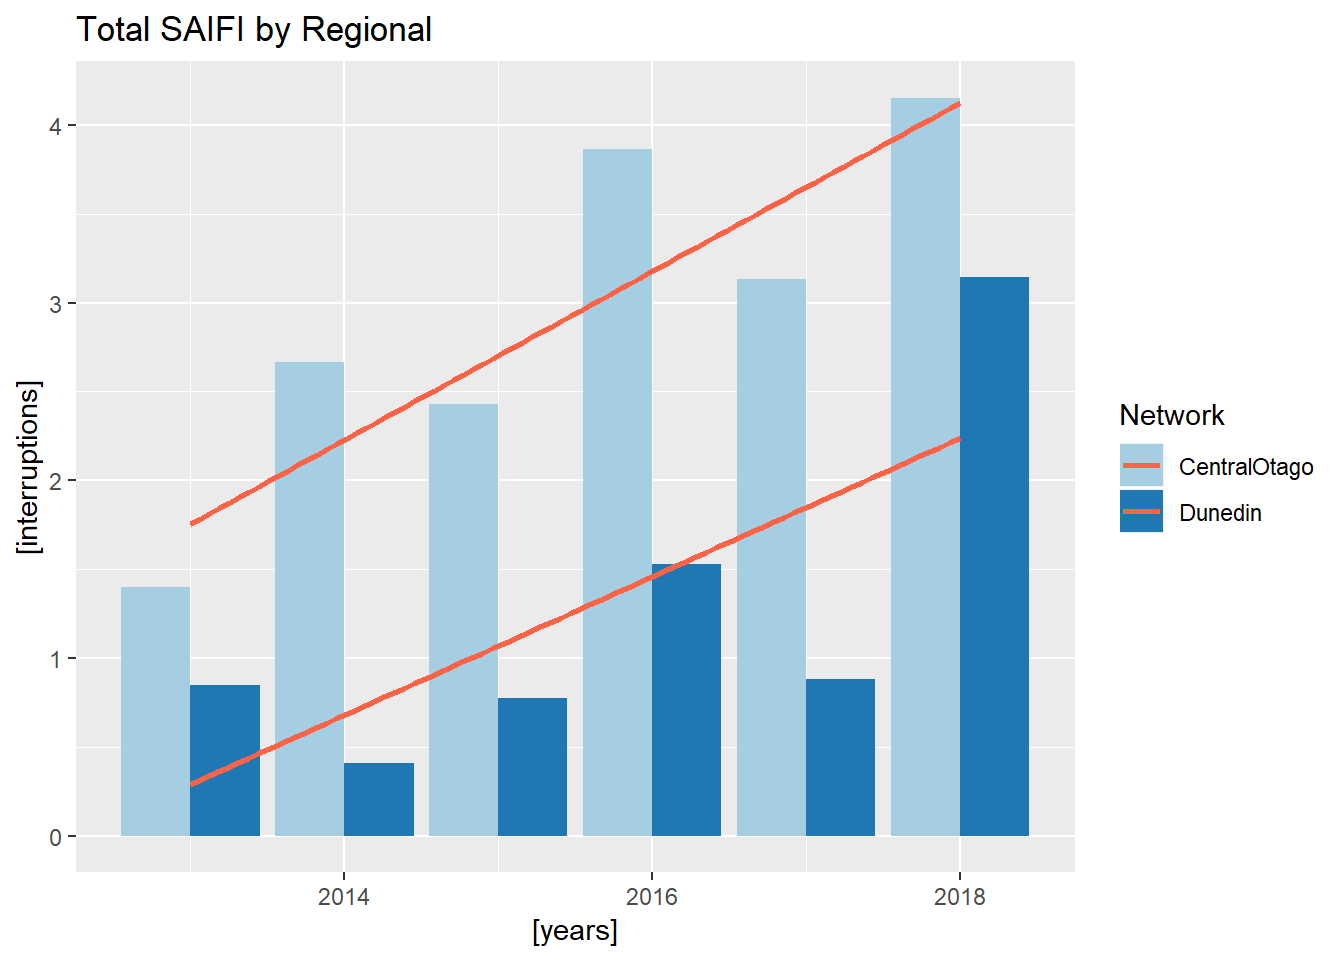 Total SAIFI by Regional
4
3
2
1
0
[interruptions]
2014
2016
2018
[years]
Network
CentralOtago
Dunedin